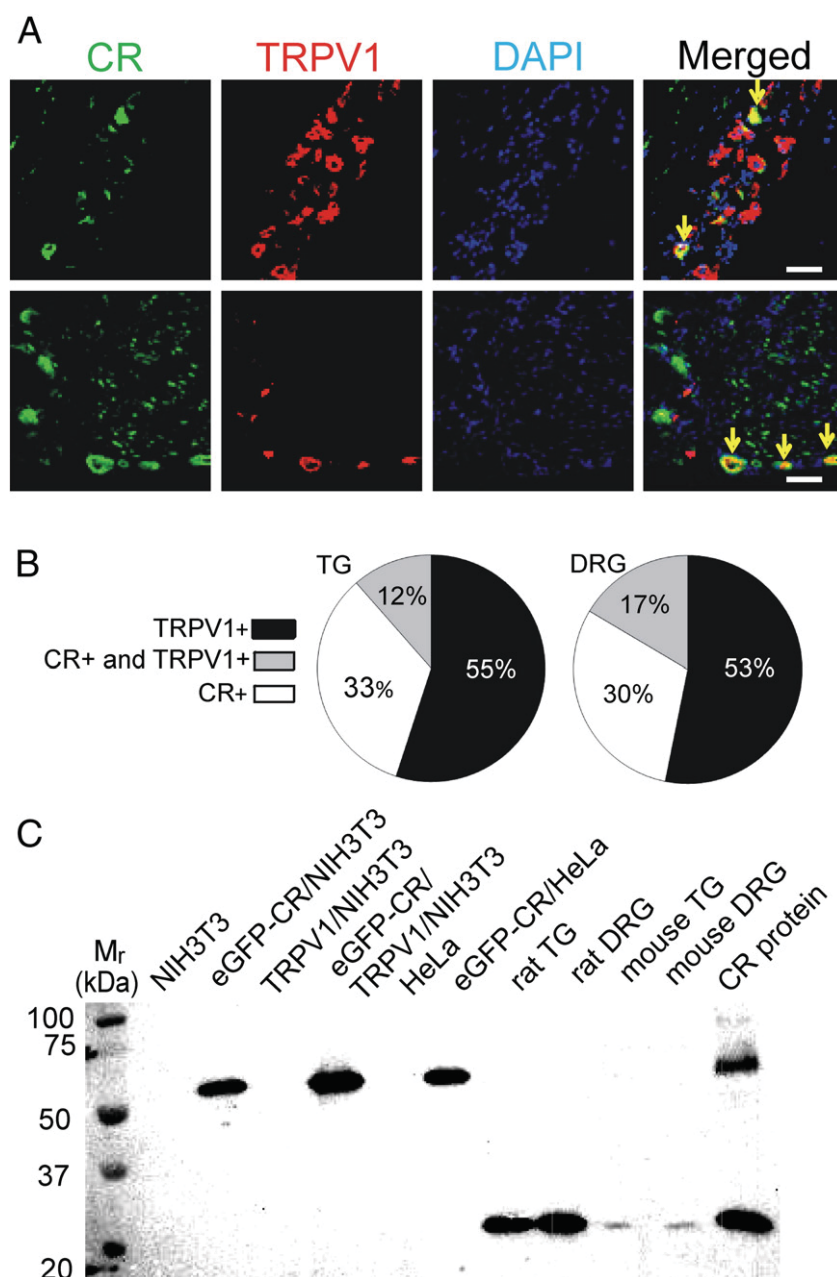 A
CR TRPV1 DAPI Merged
B
TG DRG
TRPV1+
CR+ and TRPV1+
CR+
12%
33%
55%
17%
30%
53%
C
Mr
(kDa)
NIH3T3
eGFP-CR/NIH3T3
TRPV1/NIH3T3
eGFP-CR/
TRPV1/NIH3T3
HeLa
eGFP-CR/HeLa
rat TG
rat DRG
mouse TG
mouse DRG
CR protein
100
75
50
37
20